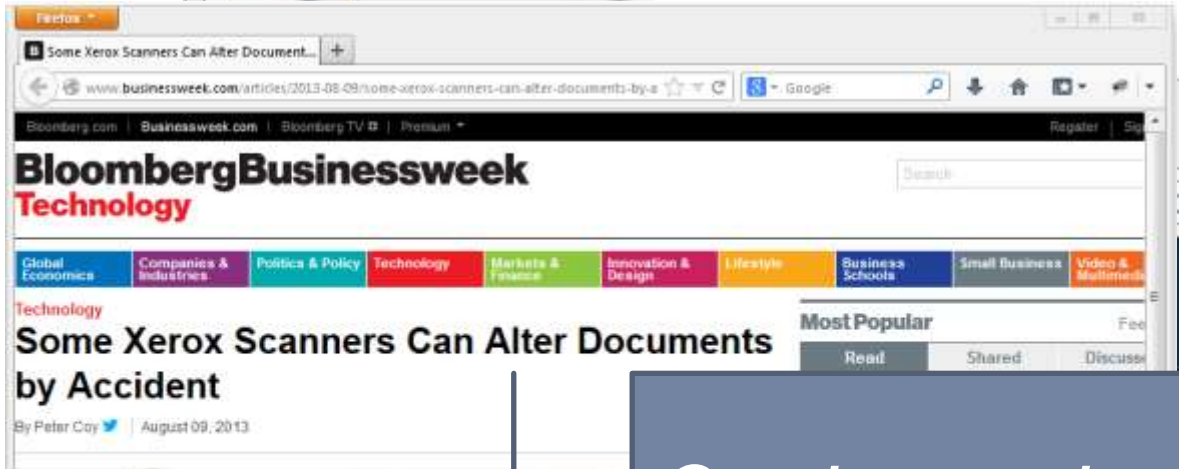 Firefox
Some Xerox Scanners Can Alter Document...
www.businessweek.com/articles/2013-08-09/some-xerox-scanners-can-alter-documents-by-a
Google
Bloomberg.com | Businessweek.com | Bloomberg TV | Premium
Register | Sig
BloombergBusinessweek
Technology
Search
Global Economics
Companies & Industries
Politics & Policy
Technology
Markets & Finance
Innovation & Design
Lifestyle
Business Schools
Small Business
Video &
Technology
Some Xerox Scanners Can Alter Documents
by Accident
By Peter Coy | August 09, 2013
Most Popular
Fee
Read
Shared